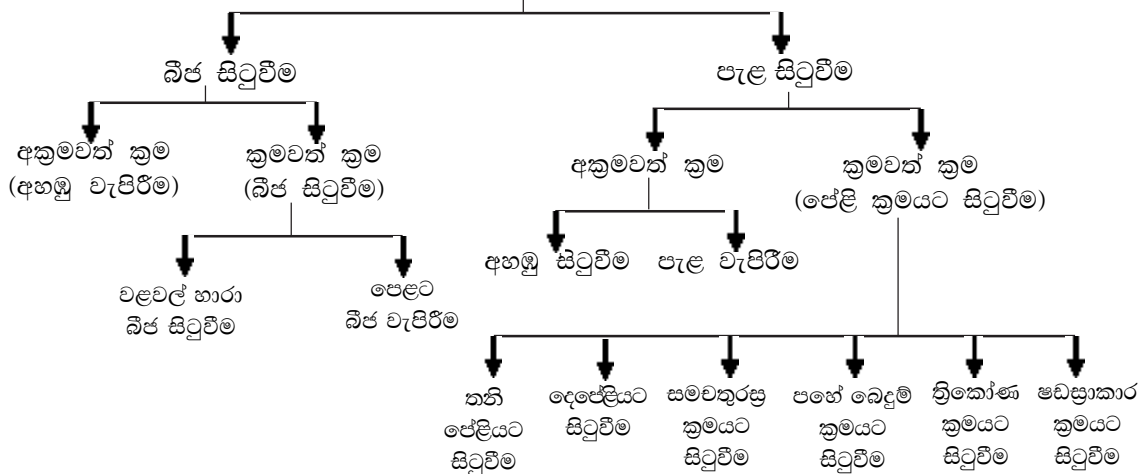 බීජ සිටුවීම
පැළ සිටුවීම
අක්‍රමවත් ක්‍රම
(අහඹු වැපිරීම)
ක්‍රමවත් ක්‍රම
(බීජ සිටුවීම)
අක්‍රමවත් ක්‍රම
ක්‍රමවත් ක්‍රම
(පේළි ක්‍රමයට සිටුවීම)
අහඹු සිටුවීම
පැළ වැපිරීම
වළවල් හාරා
බීජ සිටුවීම
පෙළට
බීජ වැපිරීම
තනි
පේළියට
සිටුවීම
දෙපේළියට
සිටුවීම
සමචතුරස්‍ර
ක්‍රමයට
සිටුවීම
පහේ බෙදුම්
ක්‍රමයට
සිටුවීම
ත්‍රිකෝණ
ක්‍රමයට
සිටුවීම
ෂඩස්‍රාකාර
ක්‍රමයට
සිටුවීම